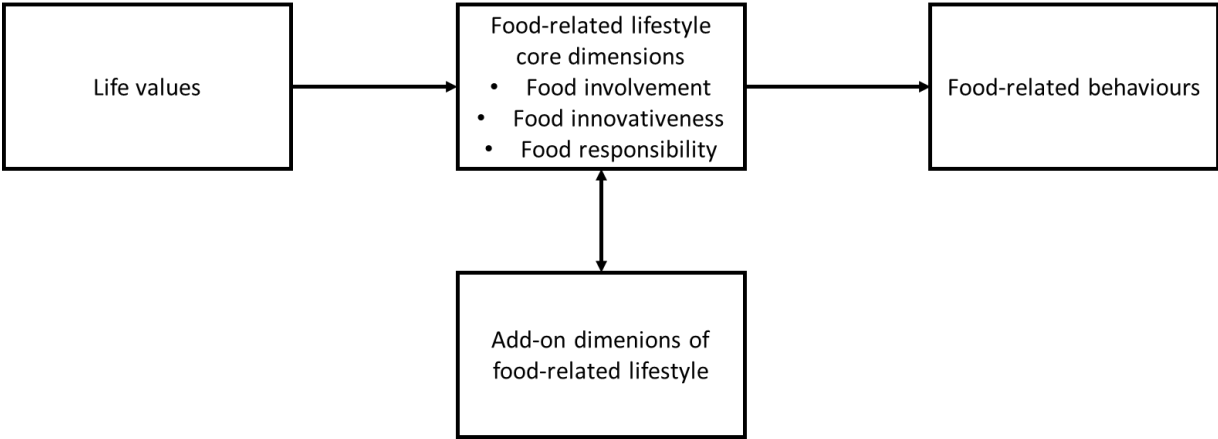 Life values
Food-related lifestyle
core dimensions
• Food involvement
• Food innovativeness
• Food responsibility
Food-related behaviours
Add-on dimenions of
food-related lifestyle